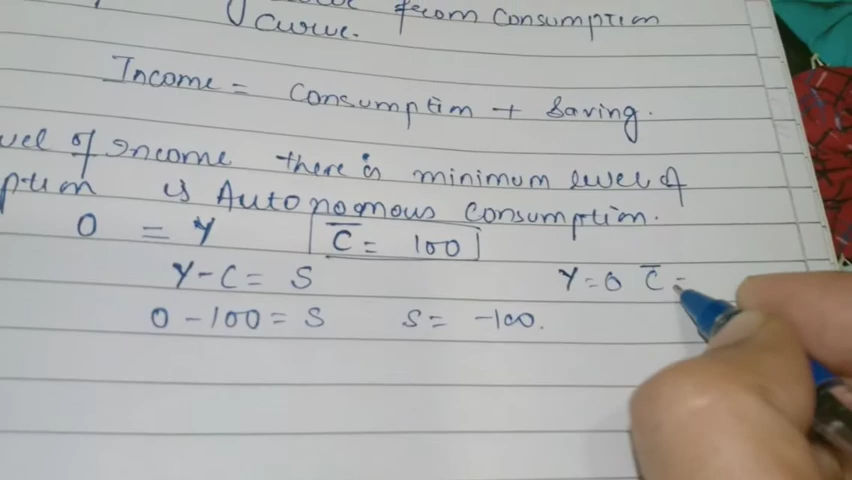 from Consumption
Curve.
Income = Consumption + Saving.
of Income there is minimum level of
is Autonomous Consumption.
0 = Y C̅ = 100
Y - C = S Y = 0 C̅ =
0 - 100 = S S = -100.